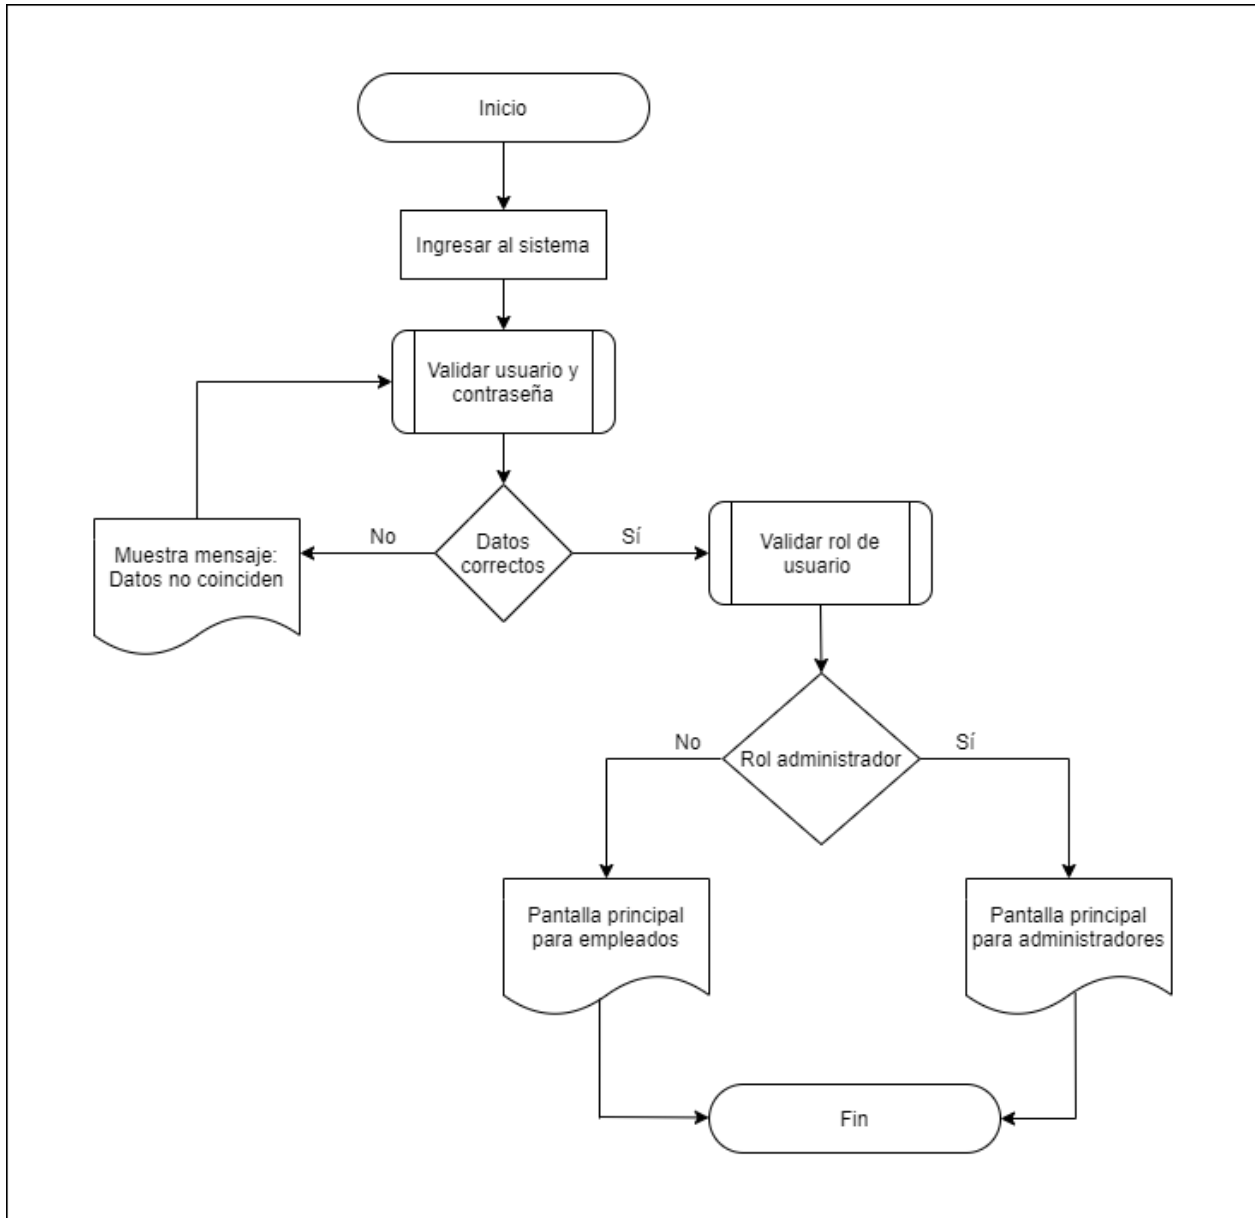 Inicio
Ingresar al sistema
Validar usuario y
contraseña
Datos
correctos
No
Sí
Muestra mensaje:
Datos no coinciden
Validar rol de
usuario
Rol administrador
No
Sí
Pantalla principal
para empleados
Pantalla principal
para administradores
Fin